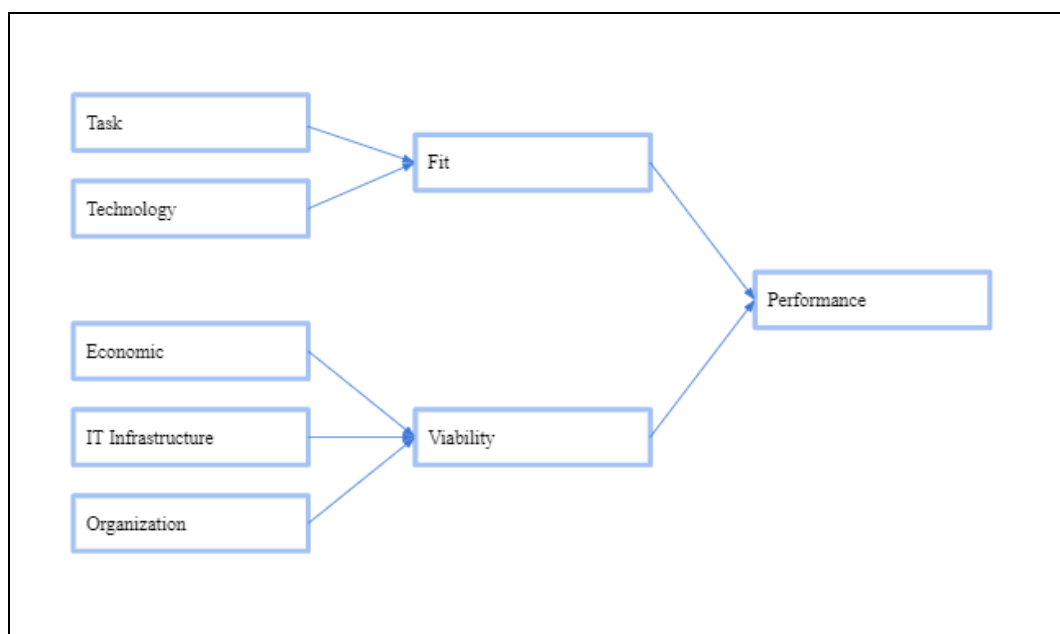 Task
Technology
Fit
Performance
Economic
IT Infrastructure
Viability
Organization